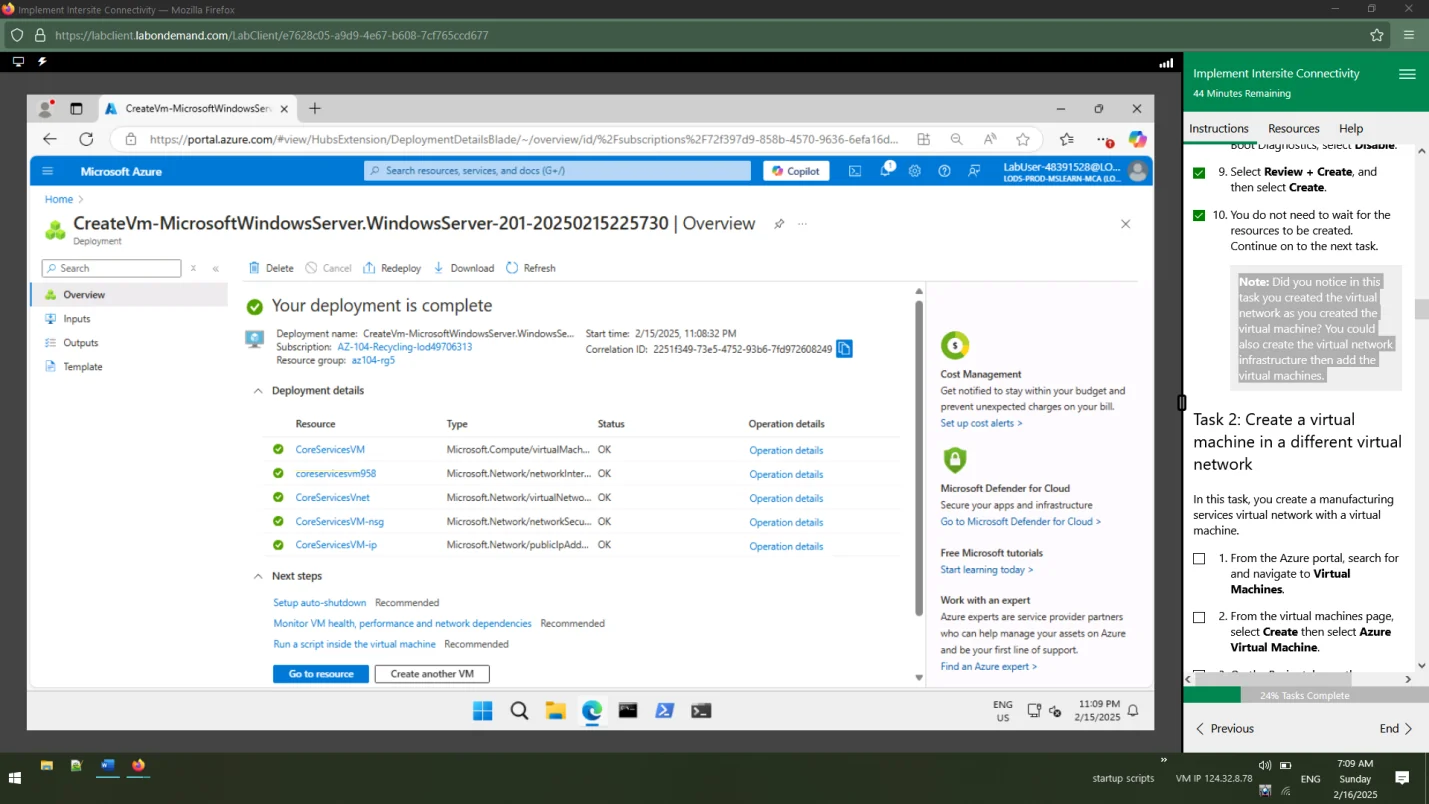 Implement Intersite Connectivity — Mozilla Firefox
https://labclient.labondemand.com/LabClient/e7628c05-a9d9-4e67-b608-7cf765ccd677
CreateVm-MicrosoftWindowsServ
https://portal.azure.com/#view/HubsExtension/DeploymentDetailsBlade/~/overview/id/%2Fsubscriptions%2F72f397d9-858b-4570-9636-6efa16d...
Microsoft Azure
Search resources, services, and docs (G+/)
Copilot
1
LabUser-48391528@LO...
LODS-PROD-MSLEARN-MCA (LO...
Home >
CreateVm-MicrosoftWindowsServer.WindowsServer-201-20250215225730 | Overview
Deployment
Search
Overview
Inputs
Outputs
Template
Delete
Cancel
Redeploy
Download
Refresh
Your deployment is complete
Deployment name: CreateVm-MicrosoftWindowsServer.WindowsSe...
Subscription: AZ-104-Recycling-lod49706313
Resource group: az104-rg5
Start time: 2/15/2025, 11:08:32 PM
Correlation ID: 2251f349-73e5-4752-93b6-7fd972608249
Deployment details
Resource Type Status Operation details
CoreServicesVM Microsoft.Compute/virtualMach... OK Operation details
coreservicesvm958 Microsoft.Network/networkInter... OK Operation details
CoreServicesVnet Microsoft.Network/virtualNetwo... OK Operation details
CoreServicesVM-nsg Microsoft.Network/networkSecu... OK Operation details
CoreServicesVM-ip Microsoft.Network/publicIpAdd... OK Operation details
Next steps
Setup auto-shutdown Recommended
Monitor VM health, performance and network dependencies Recommended
Run a script inside the virtual machine Recommended
Go to resource
Create another VM
Cost Management
Get notified to stay within your budget and
prevent unexpected charges on your bill.
Set up cost alerts >
Microsoft Defender for Cloud
Secure your apps and infrastructure
Go to Microsoft Defender for Cloud >
Free Microsoft tutorials
Start learning today >
Work with an expert
Azure experts are service provider partners
who can help manage your assets on Azure
and be your first line of support.
Find an Azure expert >
ENG
US
11:09 PM
2/15/2025
Implement Intersite Connectivity
44 Minutes Remaining
Instructions
Resources
Help
Boot Diagnostics, select Disable.
9. Select Review + Create, and
then select Create.
10. You do not need to wait for the
resources to be created.
Continue on to the next task.
Note: Did you notice in this
task you created the virtual
network as you created the
virtual machine? You could
also create the virtual network
infrastructure then add the
virtual machines.
Task 2: Create a virtual
machine in a different virtual
network
In this task, you create a manufacturing
services virtual network with a virtual
machine.
1. From the Azure portal, search for
and navigate to Virtual
Machines.
2. From the virtual machines page,
select Create then select Azure
Virtual Machine.
24% Tasks Complete
Previous
End
startup scripts
VM IP 124.32.8.78
ENG
7:09 AM
Sunday
2/16/2025